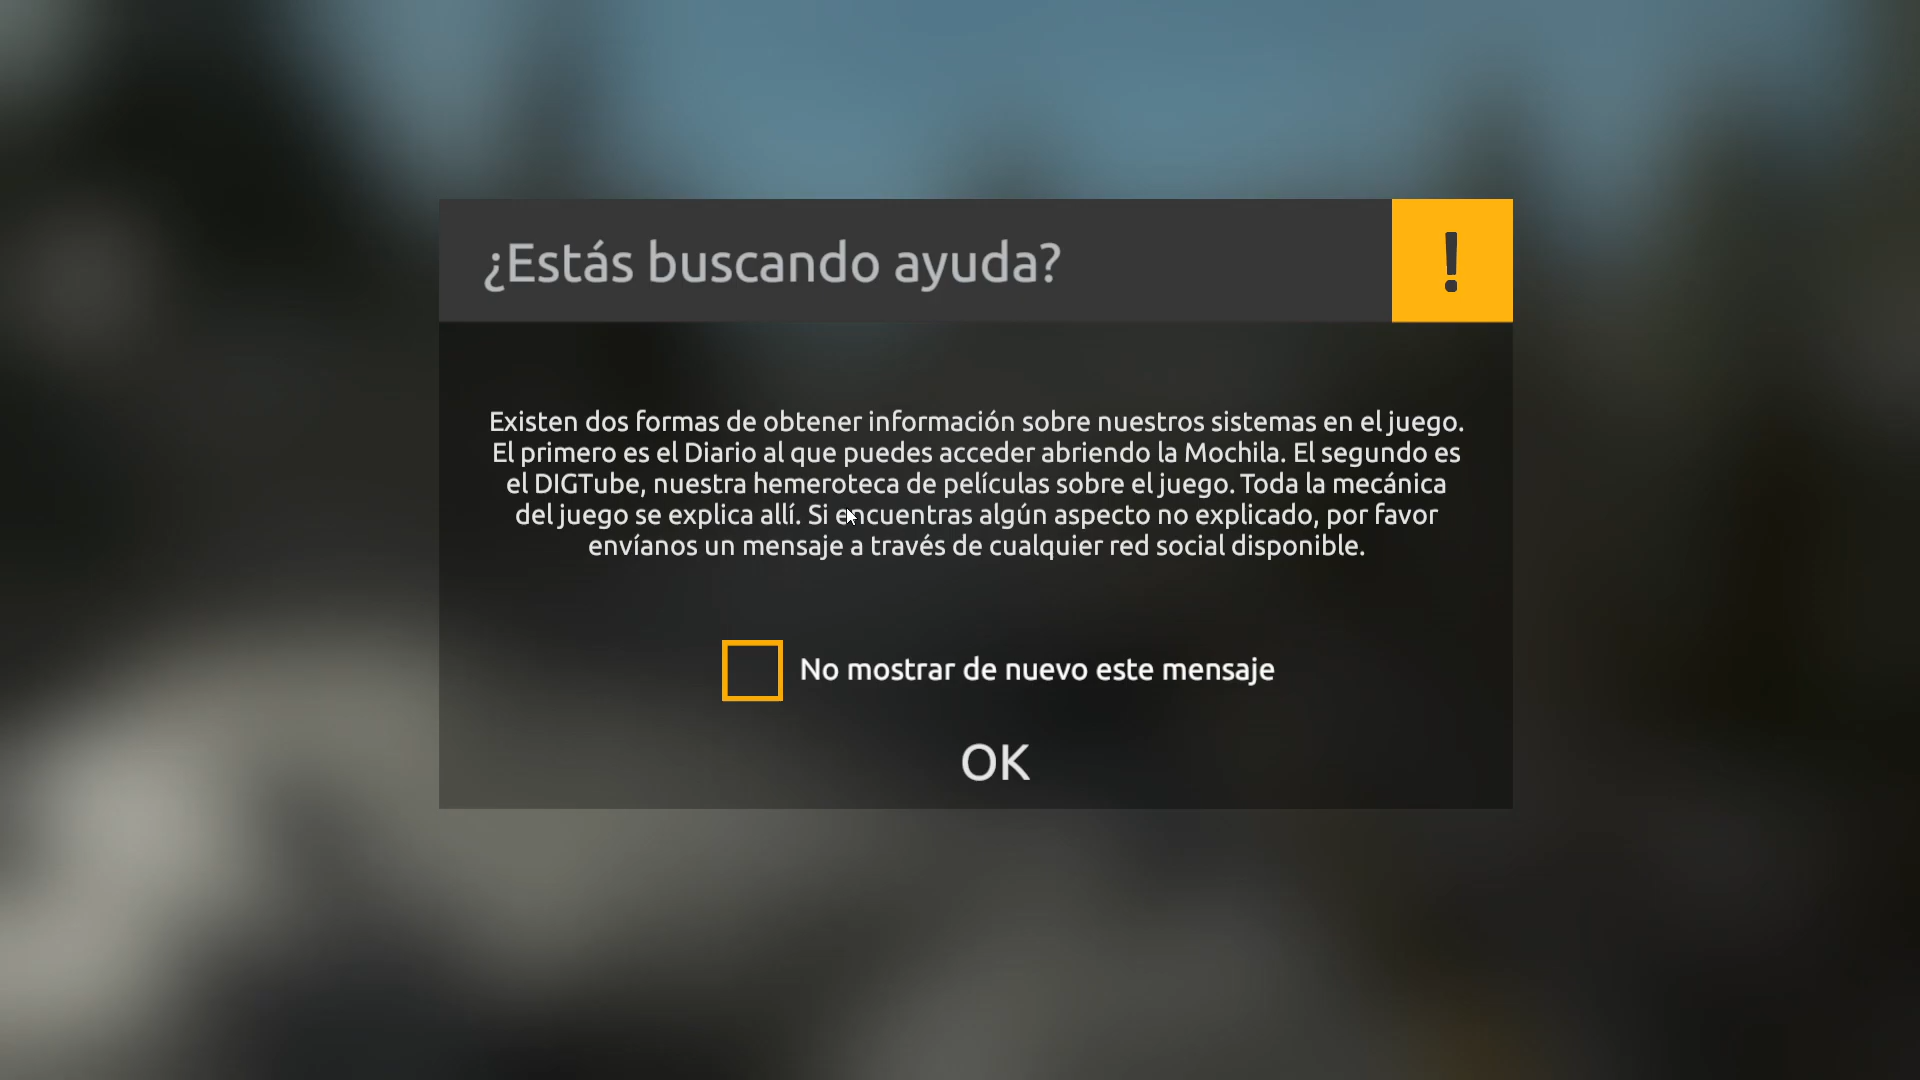 ¿Estás buscando ayuda?
!
Existen dos formas de obtener información sobre nuestros sistemas en el juego.
El primero es el Diario al que puedes acceder abriendo la Mochila. El segundo es
el DIGTube, nuestra hemeroteca de películas sobre el juego. Toda la mecánica
del juego se explica allí. Si encuentras algún aspecto no explicado, por favor
envíanos un mensaje a través de cualquier red social disponible.
No mostrar de nuevo este mensaje
OK